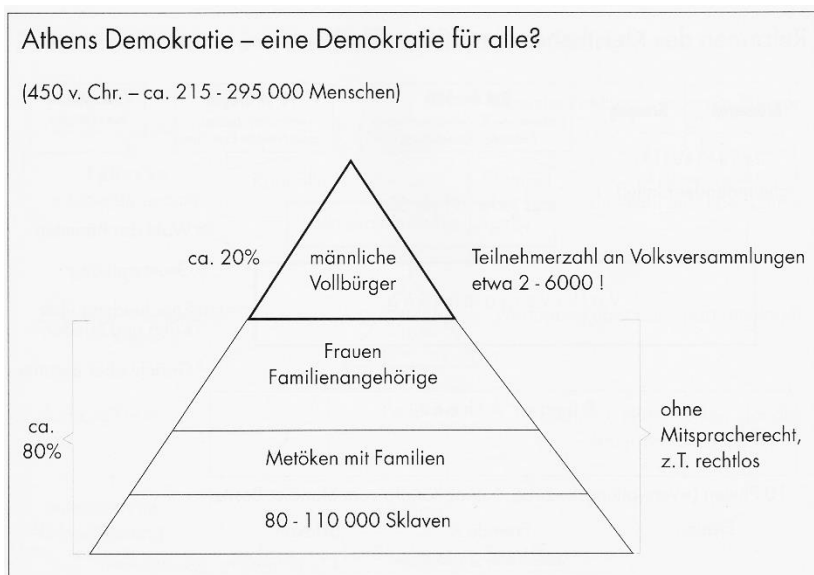 Athens Demokratie – eine Demokratie für alle?
(450 v. Chr. – ca. 215 - 295 000 Menschen)
ca. 20%
männliche
Vollbürger
Teilnehmerzahl an Volksversammlungen
etwa 2 - 6000 !
Frauen
Familienangehörige
ca.
80%
ohne
Mitspracherecht,
z.T. rechtlos
Metöken mit Familien
80 - 110 000 Sklaven